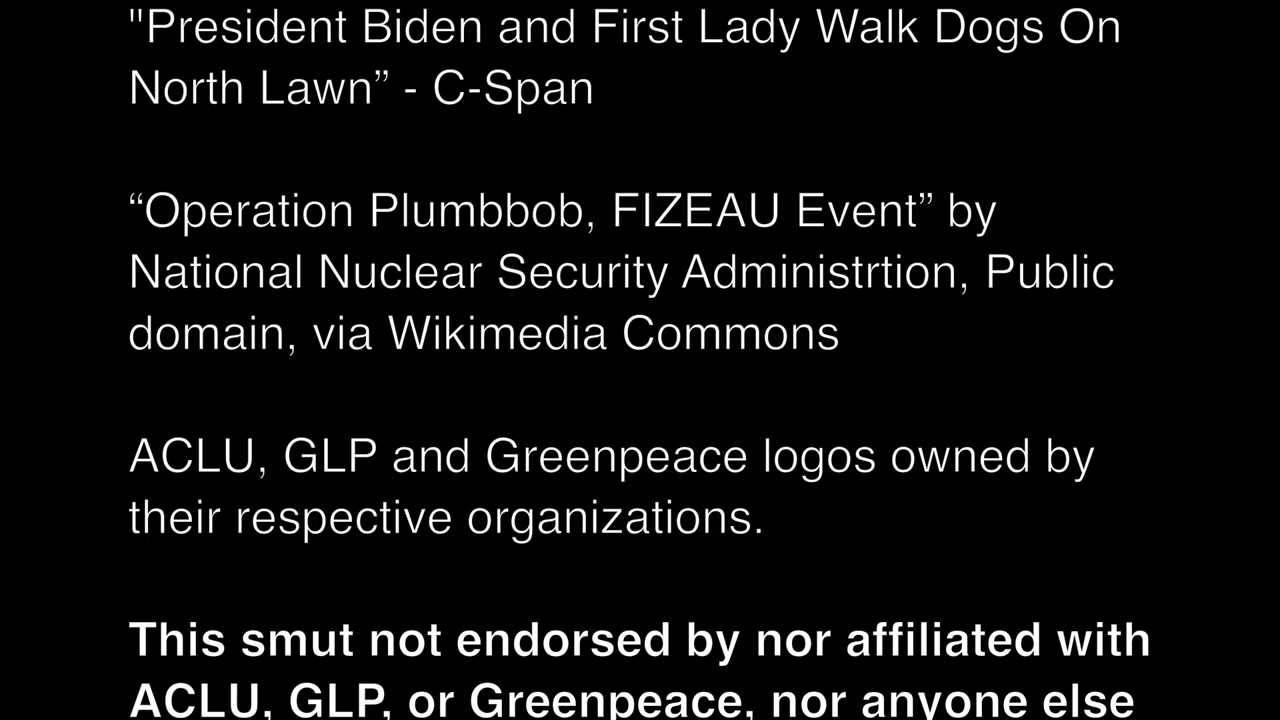 "President Biden and First Lady Walk Dogs On
North Lawn” - C-Span
“Operation Plumbbob, FIZEAU Event” by
National Nuclear Security Administrtion, Public
domain, via Wikimedia Commons
ACLU, GLP and Greenpeace logos owned by
their respective organizations.
This smut not endorsed by nor affiliated with
ACLU, GLP, or Greenpeace, nor anyone else